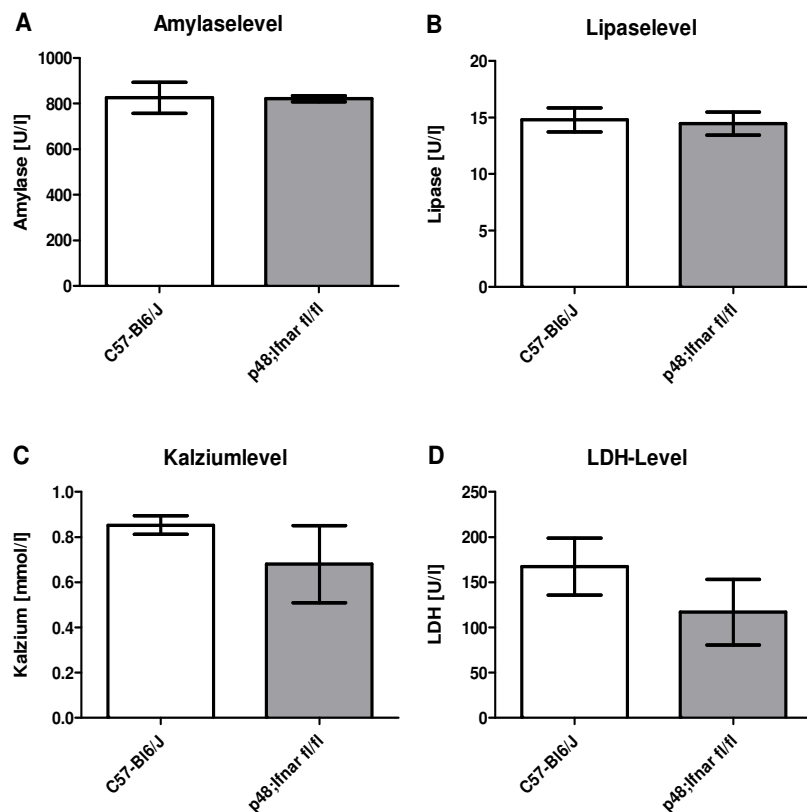 A
Amylaselevel
Amylase [U/l]
1000
800
600
400
200
0
C57-Bl6/J
p48;Ifnar fl/fl
B
Lipaselevel
Lipase [U/l]
20
15
10
5
0
C57-Bl6/J
p48;Ifnar fl/fl
C
Kalziumlevel
Kalzium [mmol/l]
1.0
0.8
0.6
0.4
0.2
0.0
C57-Bl6/J
p48;Ifnar fl/fl
D
LDH-Level
LDH [U/l]
250
200
150
100
50
0
C57-Bl6/J
p48;Ifnar fl/fl